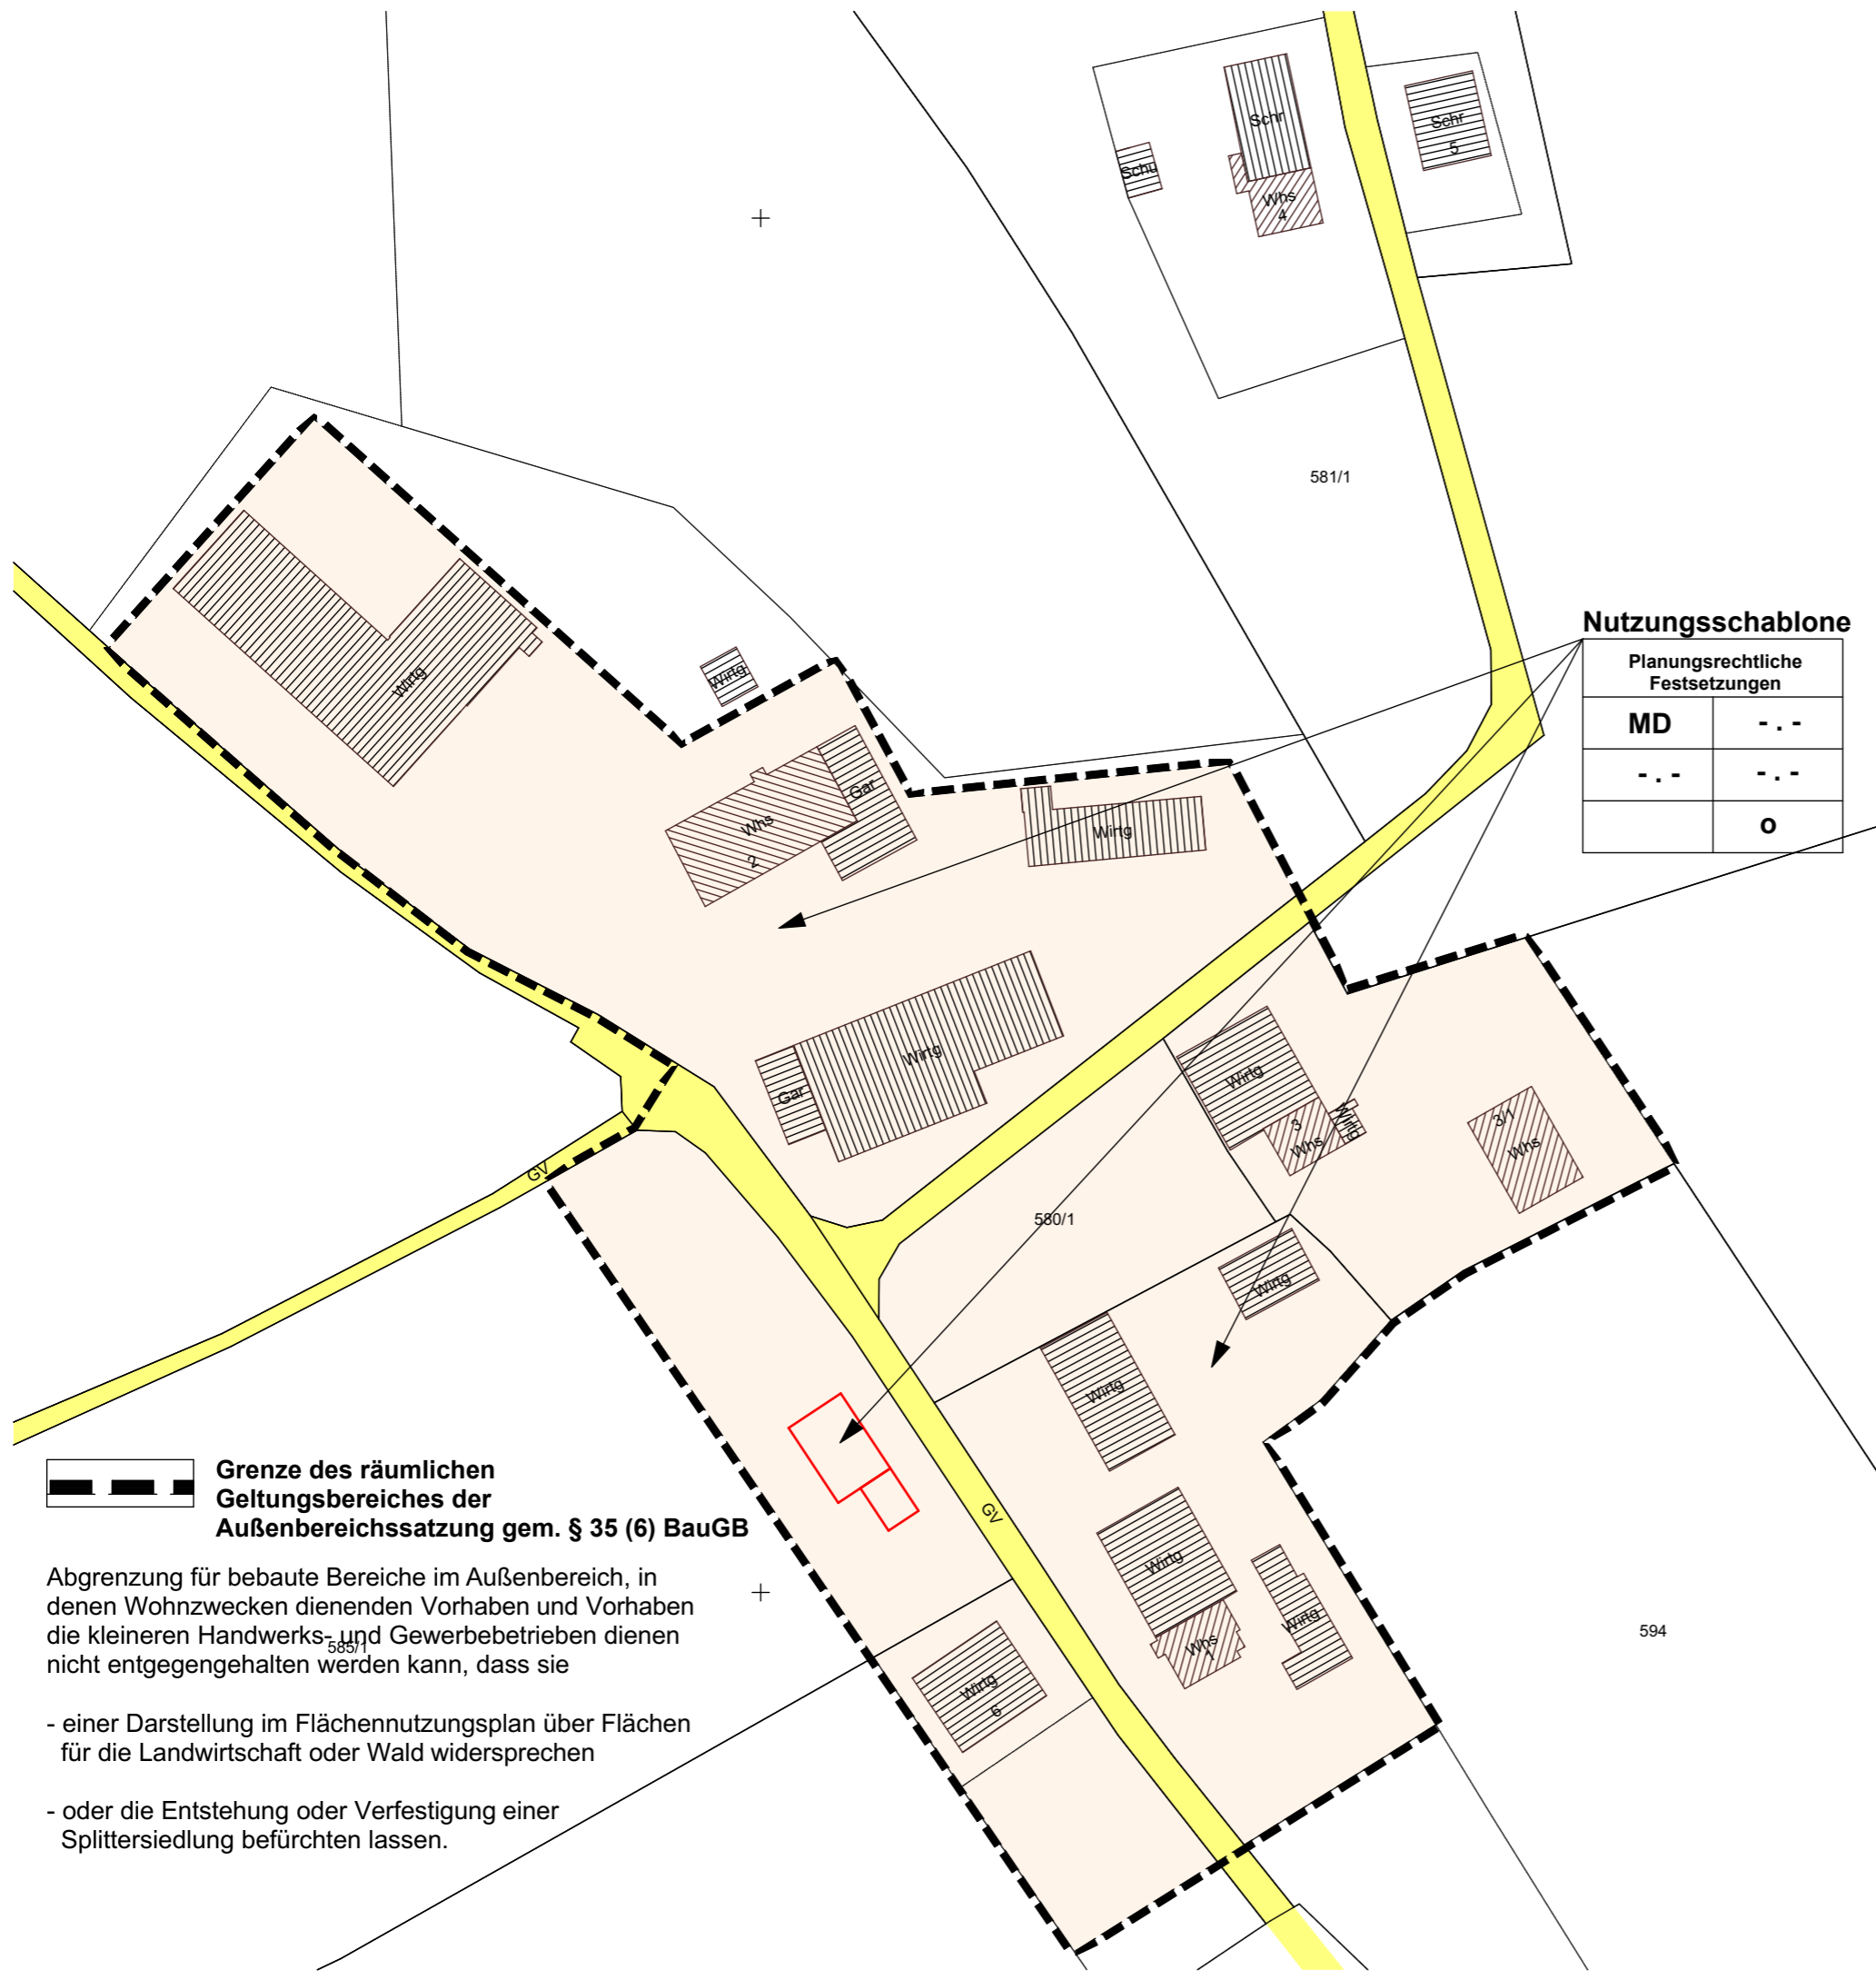 Schr
Schr
5
Schu
Whs
4
581/1
Nutzungsschablone
Planungsrechtliche
Festsetzungen
MD - . -
- . - - . -
o
Wirtg
Wirtg
Gar
Whs
2
Wirtg
Wirtg
Gar
Wirtg
3
Whs
Wirtg
3/1
Whs
GV
580/1
Wirtg
Wirtg
GV
Wirtg
Wirtg
Whs
1
Wirtg
6
594
585/1
Grenze des räumlichen
Geltungsbereiches der
Außenbereichssatzung gem. § 35 (6) BauGB
Abgrenzung für bebaute Bereiche im Außenbereich, in
denen Wohnzwecken dienenden Vorhaben und Vorhaben
die kleineren Handwerks- und Gewerbebetrieben dienen
nicht entgegengehalten werden kann, dass sie
- einer Darstellung im Flächennutzungsplan über Flächen
für die Landwirtschaft oder Wald widersprechen
- oder die Entstehung oder Verfestigung einer
Splittersiedlung befürchten lassen.